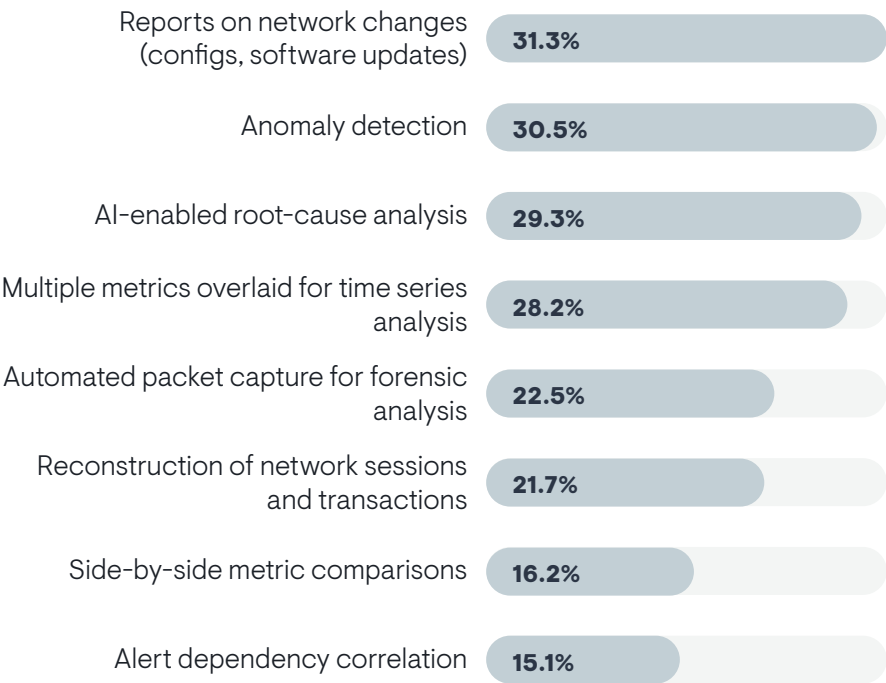 Reports on network changes
(configs, software updates)
31.3%
Anomaly detection
30.5%
AI-enabled root-cause analysis
29.3%
Multiple metrics overlaid for time series
analysis
28.2%
Automated packet capture for forensic
analysis
22.5%
Reconstruction of network sessions
and transactions
21.7%
Side-by-side metric comparisons
16.2%
Alert dependency correlation
15.1%